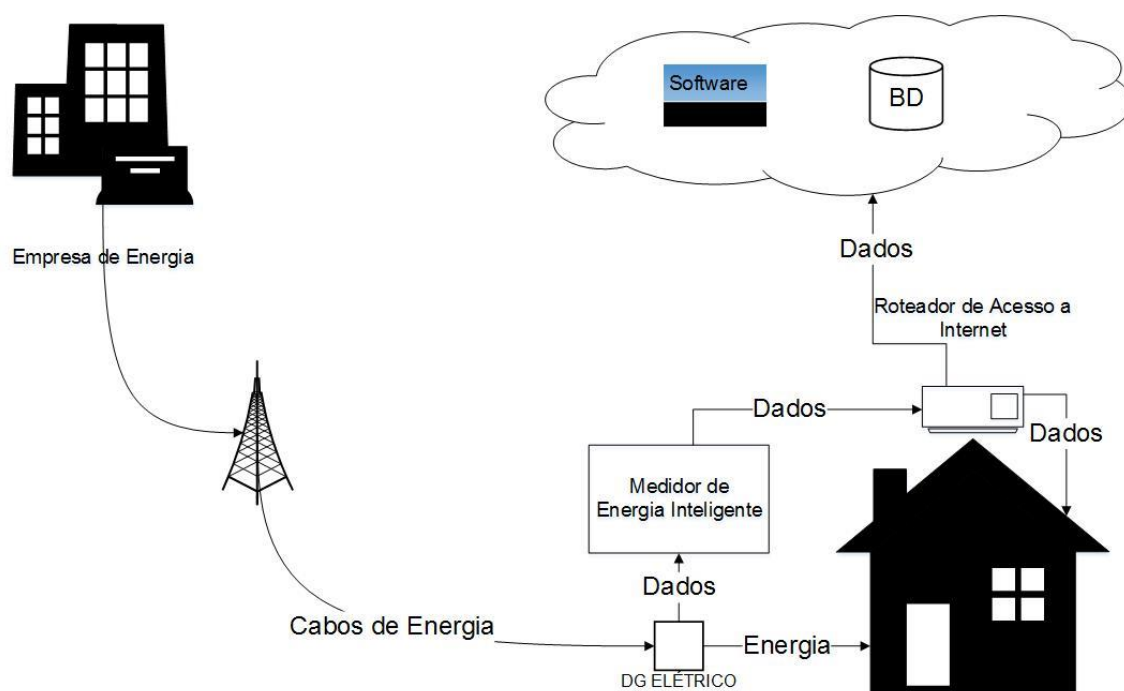 Software
BD
Empresa de Energia
Dados
Roteador de Acesso a
Internet
Dados
Dados
Medidor de
Energia Inteligente
Dados
Cabos de Energia
Energia
DG ELÉTRICO